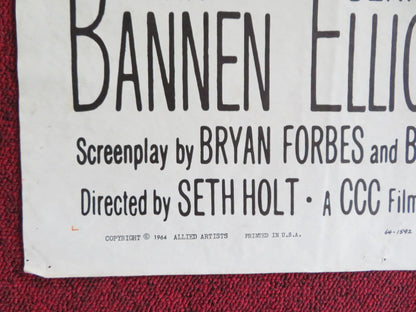 BANNEN ELLIO
Screenplay by BRYAN FORBES and B
Directed by SETH HOLT • A CCC Film
COPYRIGHT © 1964 ALLIED ARTISTS PRINTED IN U.S.A. 64-1592